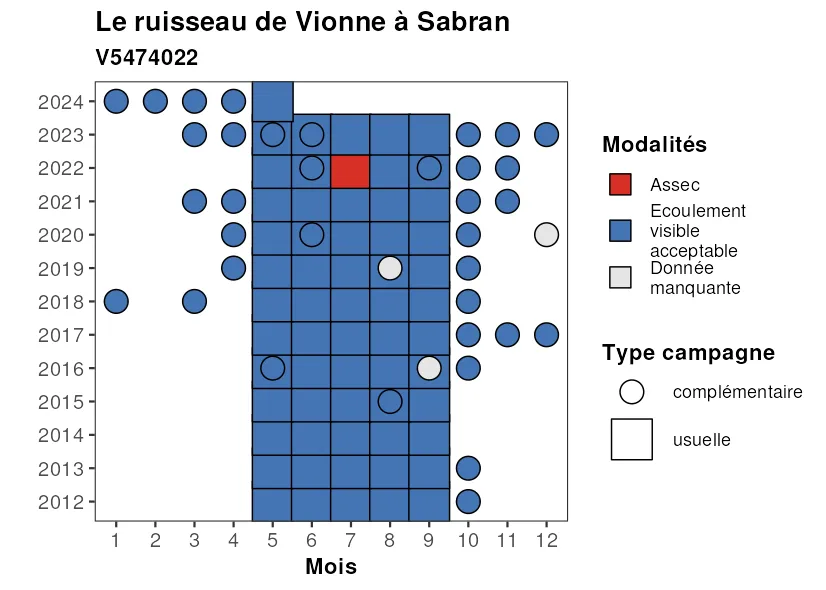 Le ruisseau de Vionne à Sabran
V5474022
2024
2023
2022
2021
2020
2019
2018
2017
2016
2015
2014
2013
2012
1 2 3 4 5 6 7 8 9 10 11 12
Mois
Modalités
Assec
Ecoulement
visible
acceptable
Donnée
manquante
Type campagne
complémentaire
usuelle